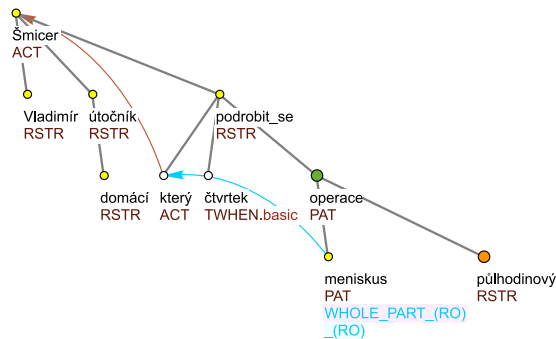 Šmicer
ACT
Vladimír
RSTR
útočník
RSTR
podrobit_se
RSTR
domácí
RSTR
který
ACT
čtvrtek
TWHEN.basic
operace
PAT
meniskus
PAT
WHOLE_PART_(RO)
_(RO)
půlhodinový
RSTR